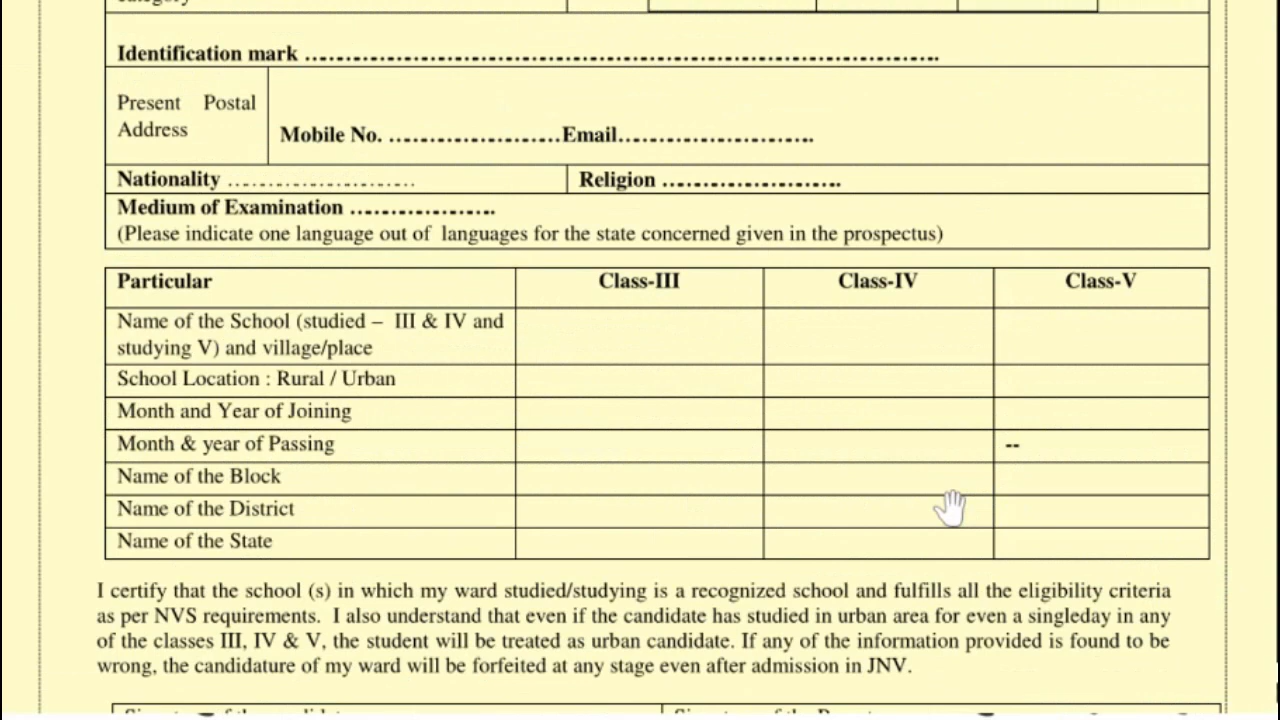 category
Identification mark ………………………………………………………………………….
Present Postal
Address
Mobile No. …………………..Email……………………..
Nationality …………………….
Religion ……………………
Medium of Examination ………………..
(Please indicate one language out of languages for the state concerned given in the prospectus)
Particular Class-III Class-IV Class-V
Name of the School (studied – III & IV and
studying V) and village/place
School Location : Rural / Urban
Month and Year of Joining
Month & year of Passing --
Name of the Block
Name of the District
Name of the State
I certify that the school (s) in which my ward studied/studying is a recognized school and fulfills all the eligibility criteria
as per NVS requirements. I also understand that even if the candidate has studied in urban area for even a singleday in any
of the classes III, IV & V, the student will be treated as urban candidate. If any of the information provided is found to be
wrong, the candidature of my ward will be forfeited at any stage even after admission in JNV.